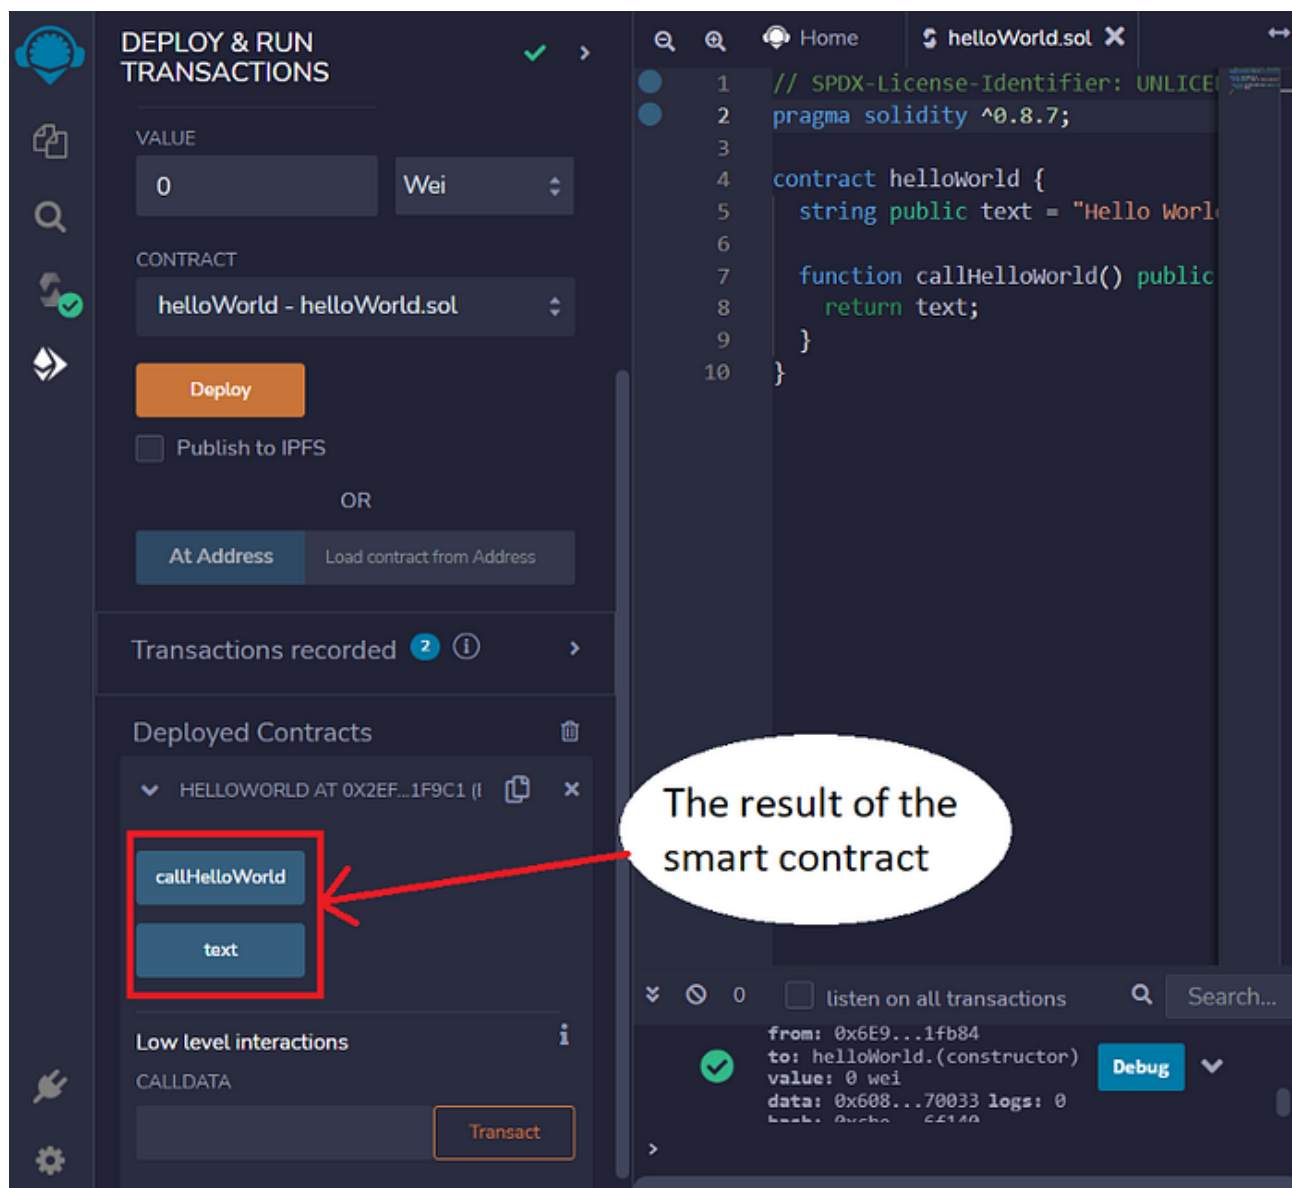 DEPLOY & RUN
TRANSACTIONS
VALUE
0
Wei
CONTRACT
helloWorld - helloWorld.sol
Deploy
Publish to IPFS
OR
At Address
Load contract from Address
Transactions recorded 2 i
Deployed Contracts
HELLOWORLD AT 0X2EF...1F9C1 (
callHelloWorld
text
Low level interactions i
CALLDATA
Transact
Home
helloWorld.sol
1 // SPDX-License-Identifier: UNLICE
2 pragma solidity ^0.8.7;
3
4 contract helloWorld {
5 string public text = "Hello Worl
6
7 function callHelloWorld() public
8 return text;
9 }
10 }
The result of the
smart contract
0
listen on all transactions
Search...
from: 0x6E9...1fb84
to: helloWorld.(constructor)
value: 0 wei
data: 0x608...70033 logs: 0
Debug
>